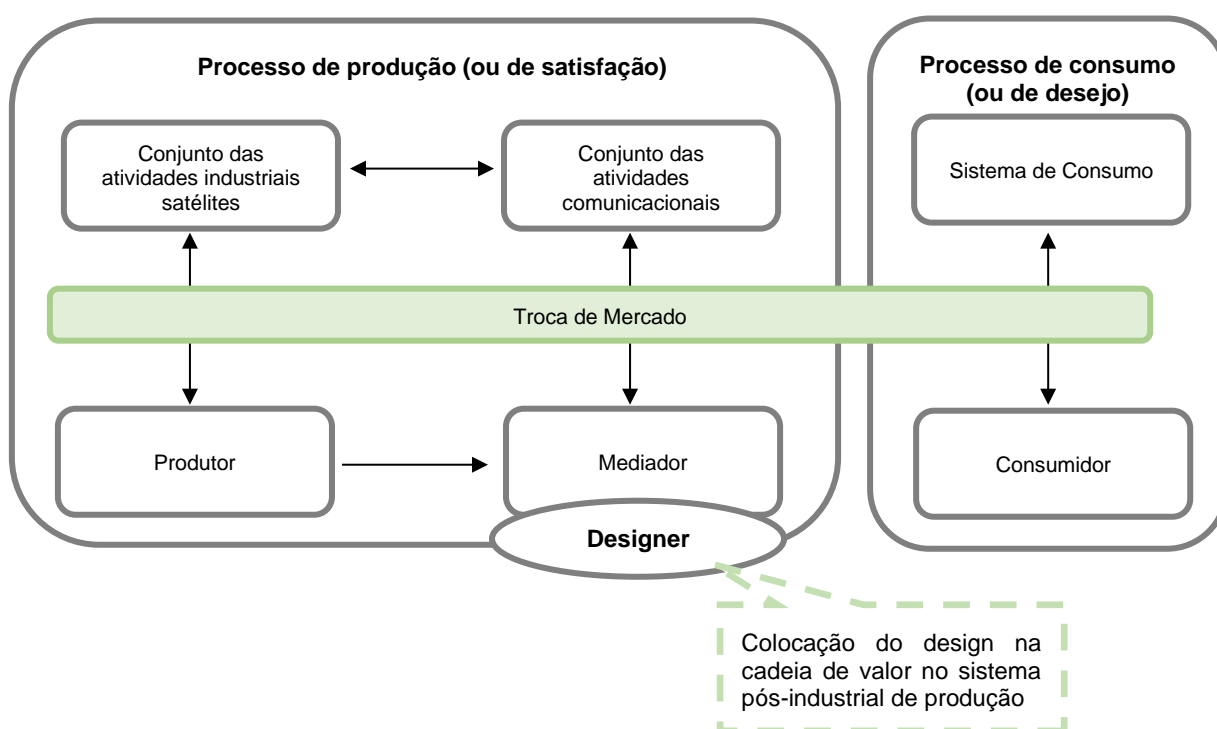 Processo de produção (ou de satisfação)
Processo de consumo
(ou de desejo)
Conjunto das
atividades industriais
satélites
Conjunto das
atividades
comunicacionais
Sistema de Consumo
Troca de Mercado
Produtor
Mediador
Consumidor
Designer
Colocação do design na
cadeia de valor no sistema
pós-industrial de produção